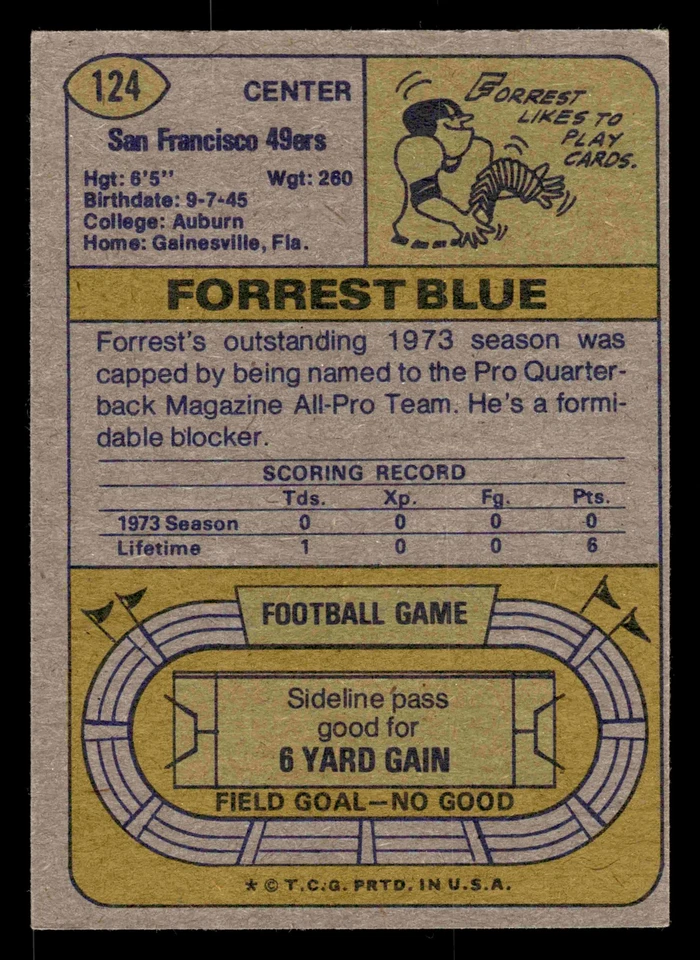 124
CENTER
San Francisco 49ers
Hgt: 6'5" Wgt: 260
Birthdate: 9-7-45
College: Auburn
Home: Gainesville, Fla.
FORREST
LIKES TO
PLAY
CARDS.
FORREST BLUE
Forrest's outstanding 1973 season was
capped by being named to the Pro Quarter-
back Magazine All-Pro Team. He's a formi-
dable blocker.
SCORING RECORD
Tds. Xp. Fg. Pts.
1973 Season 0 0 0 0
Lifetime 1 0 0 6
FOOTBALL GAME
Sideline pass
good for
6 YARD GAIN
FIELD GOAL—NO GOOD
* © T.C.G. PRTD. IN U.S.A.